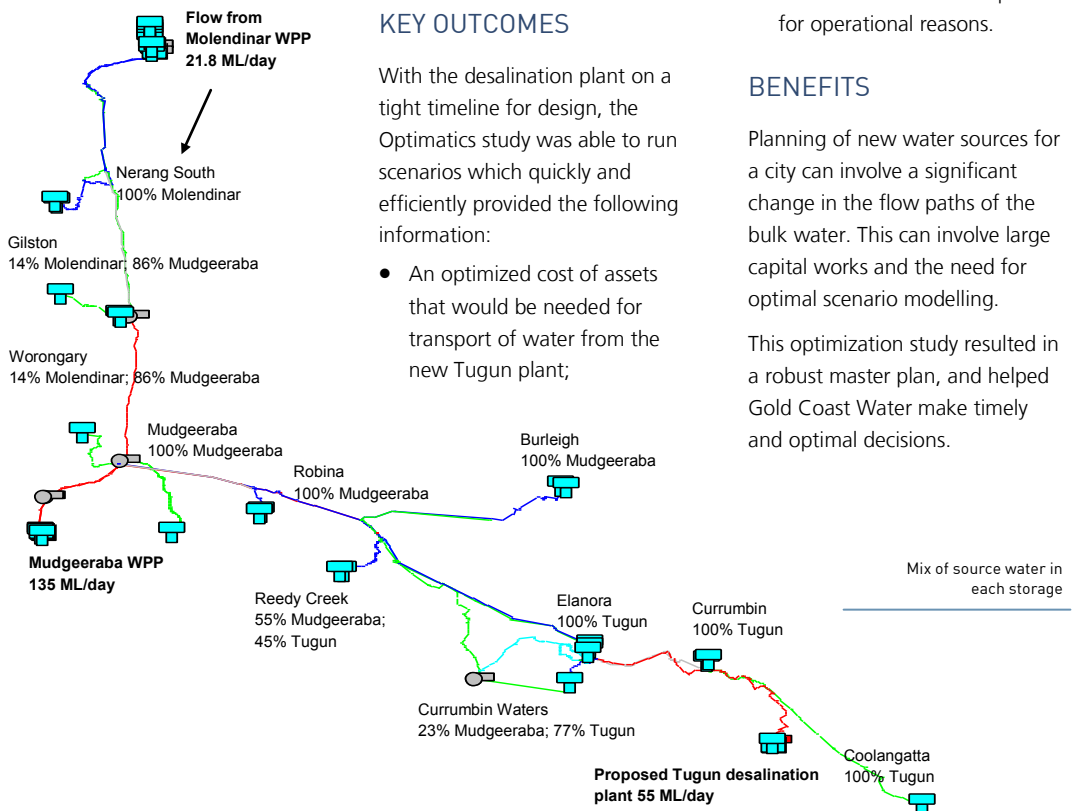 Flow from
Molendinar WPP
21.8 ML/day
Nerang South
100% Molendinar
Gilston
14% Molendinar; 86% Mudgeeraba
Worongary
14% Molendinar; 86% Mudgeeraba
Mudgeeraba
100% Mudgeeraba
Robina
100% Mudgeeraba
Burleigh
100% Mudgeeraba
Mudgeeraba WPP
135 ML/day
Reedy Creek
55% Mudgeeraba;
45% Tugun
Elanora
100% Tugun
Currumbin
100% Tugun
Currumbin Waters
23% Mudgeeraba; 77% Tugun
Proposed Tugun desalination
plant 55 ML/day
Coolangatta
100% Tugun
Mix of source water in
each storage
KEY OUTCOMES
With the desalination plant on a
tight timeline for design, the
Optimatics study was able to run
scenarios which quickly and
efficiently provided the following
information:
• An optimized cost of assets
that would be needed for
transport of water from the
new Tugun plant;
for operational reasons.
BENEFITS
Planning of new water sources for
a city can involve a significant
change in the flow paths of the
bulk water. This can involve large
capital works and the need for
optimal scenario modelling.
This optimization study resulted in
a robust master plan, and helped
Gold Coast Water make timely
and optimal decisions.